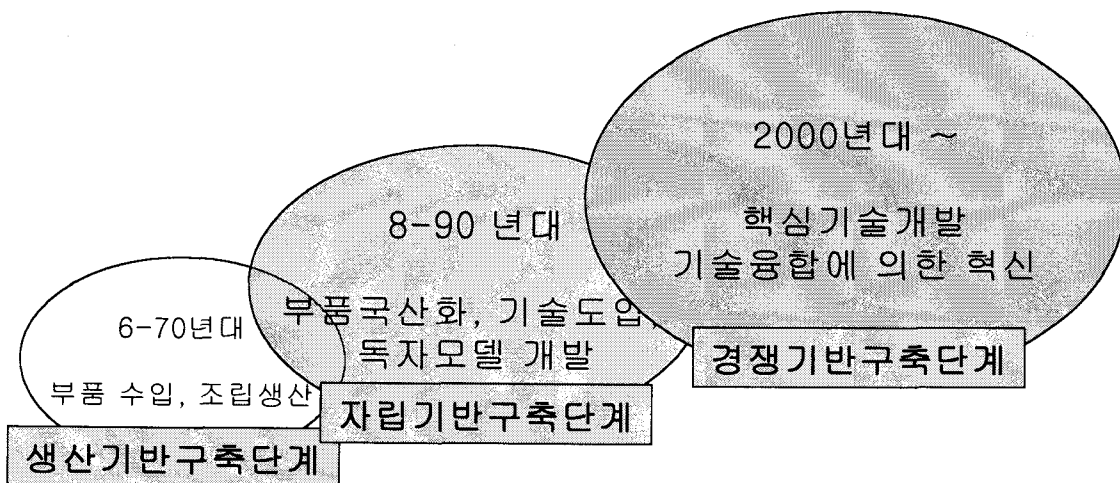 6-70년대
부품 수입, 조립생산
생산기반구축단계
8-90 년대
부품국산화, 기술도입,
독자모델 개발
자립기반구축단계
2000년대 ~
핵심기술개발
기술융합에 의한 혁신
경쟁기반구축단계